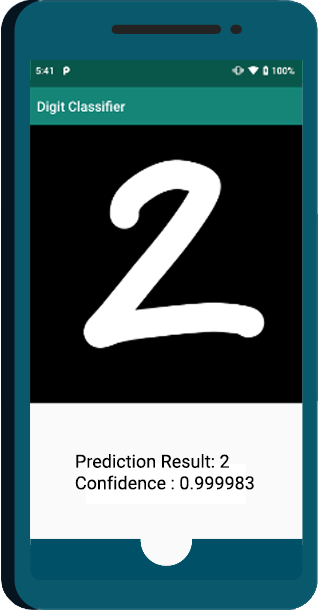 5:41 P 100%
Digit Classifier
2
Prediction Result: 2
Confidence : 0.999983